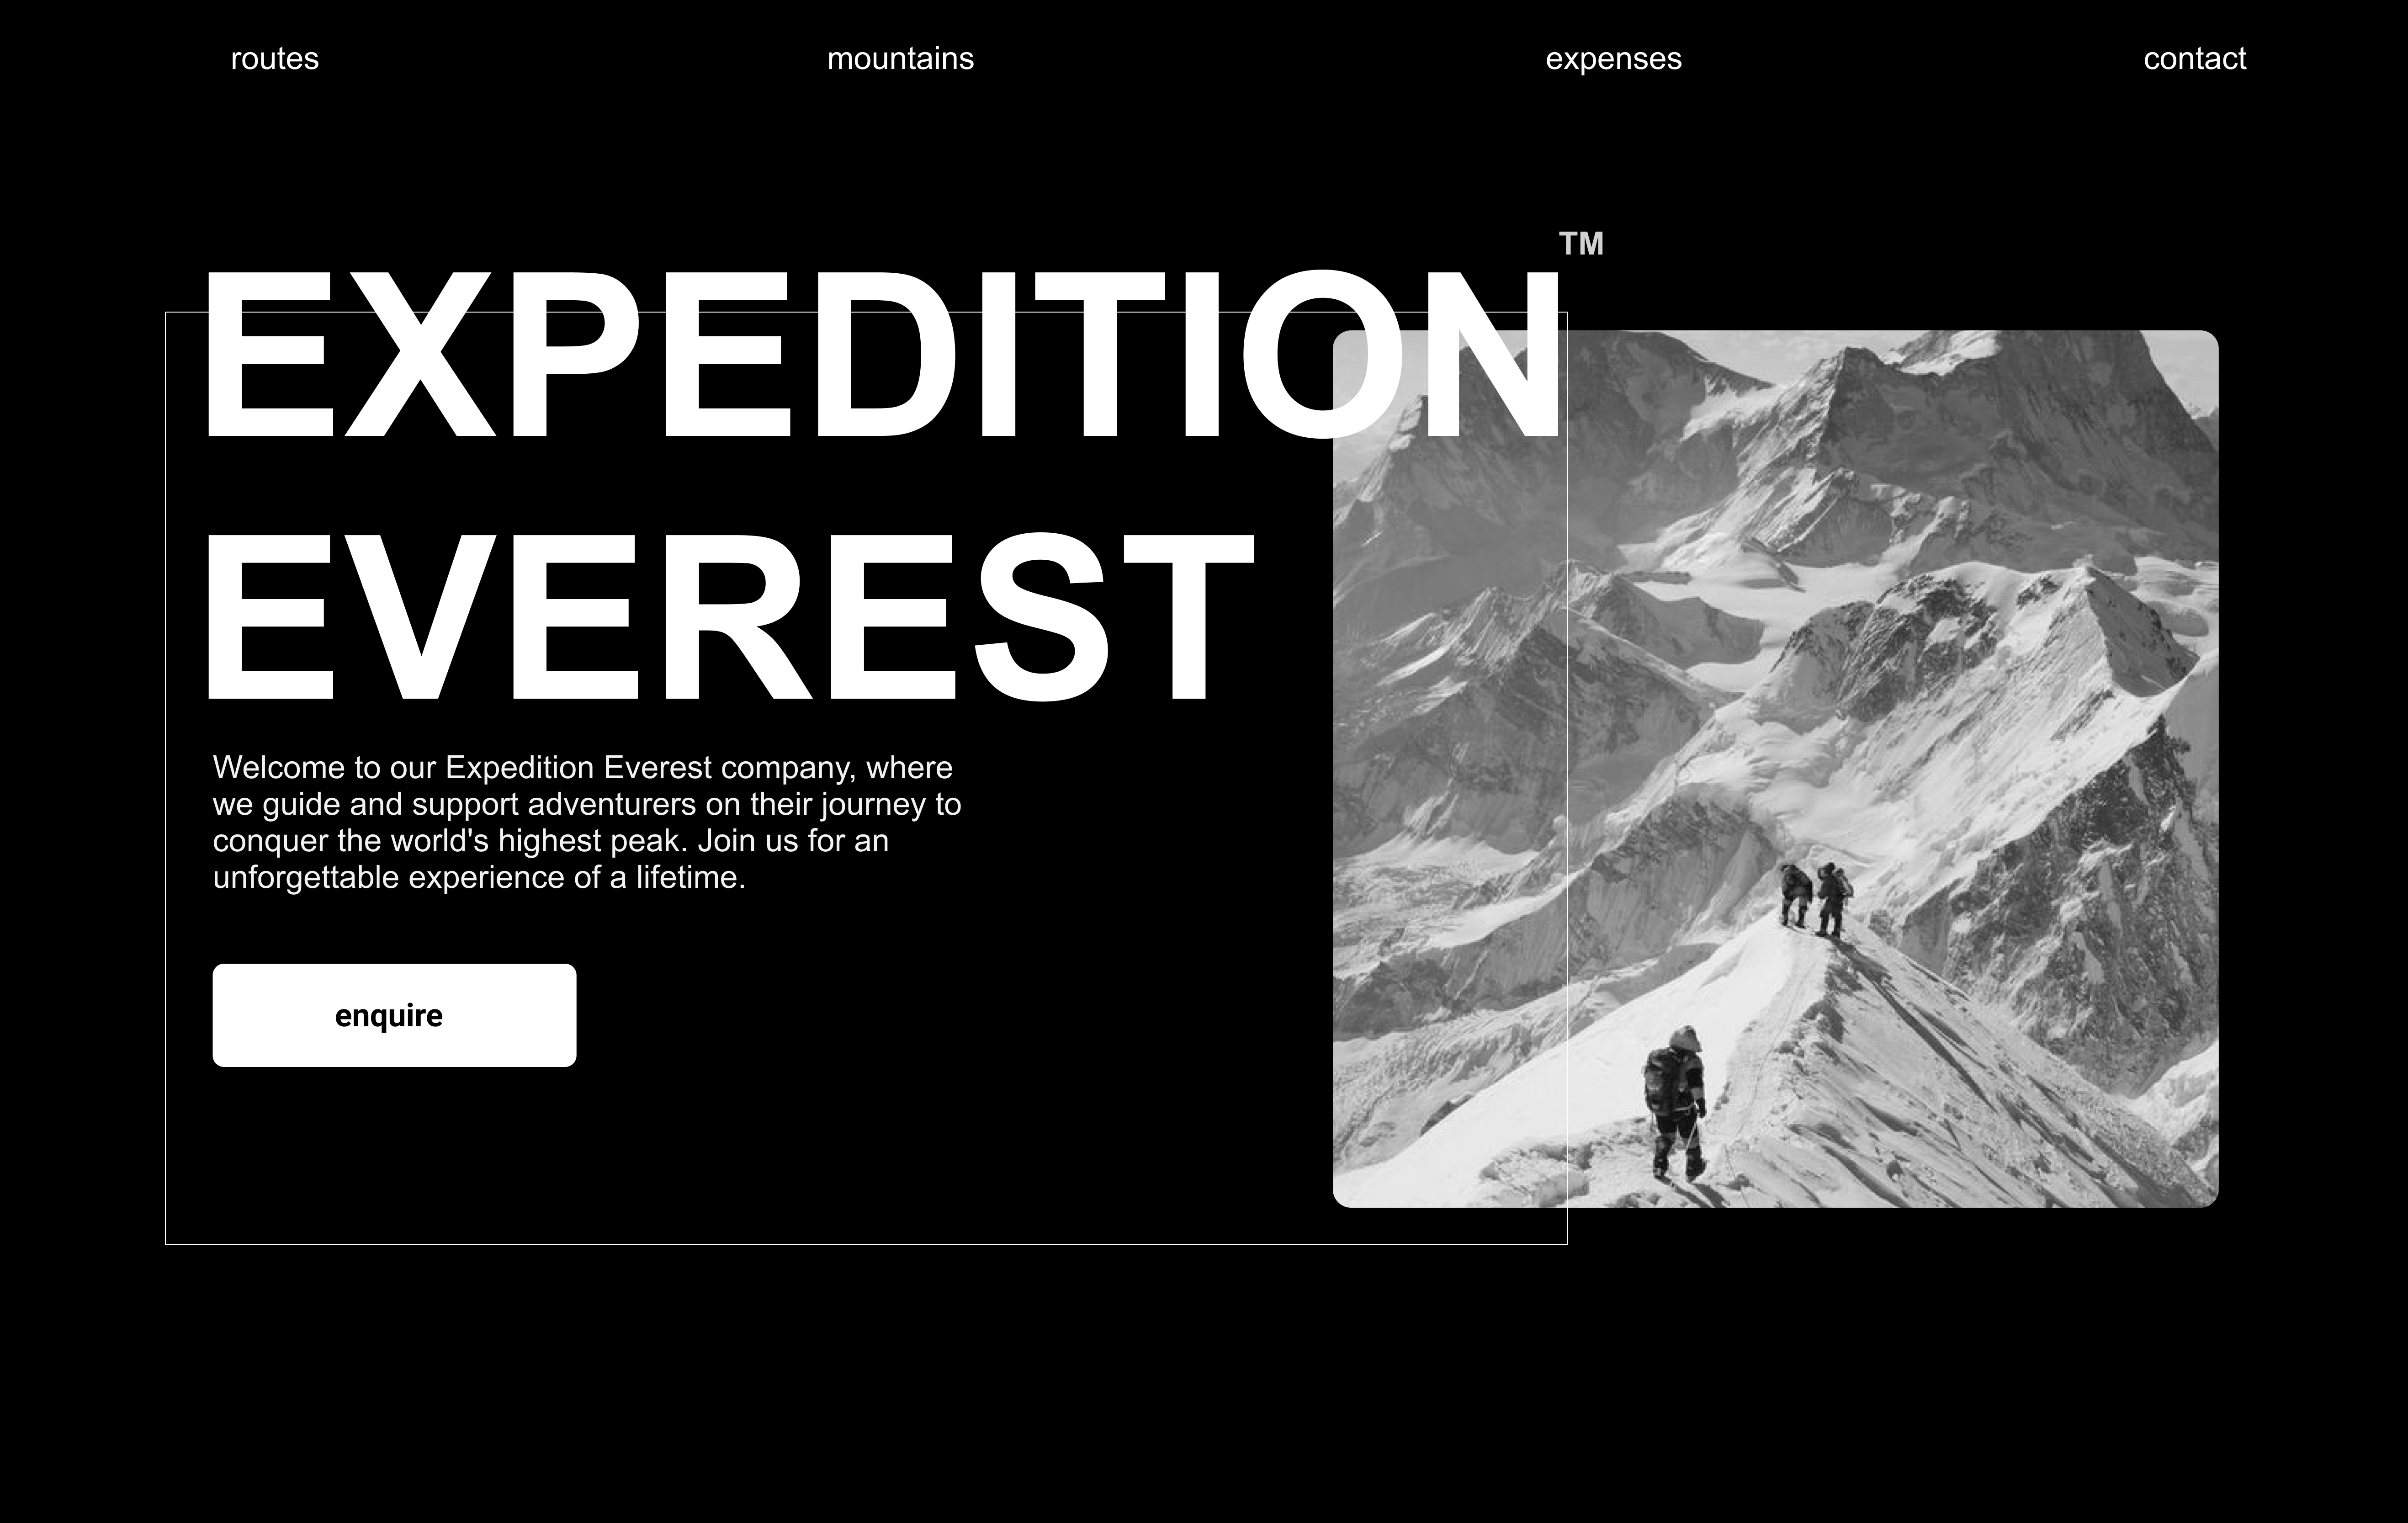 routes mountains expenses contact
EXPEDITION™
EVEREST
Welcome to our Expedition Everest company, where
we guide and support adventurers on their journey to
conquer the world's highest peak. Join us for an
unforgettable experience of a lifetime.
enquire